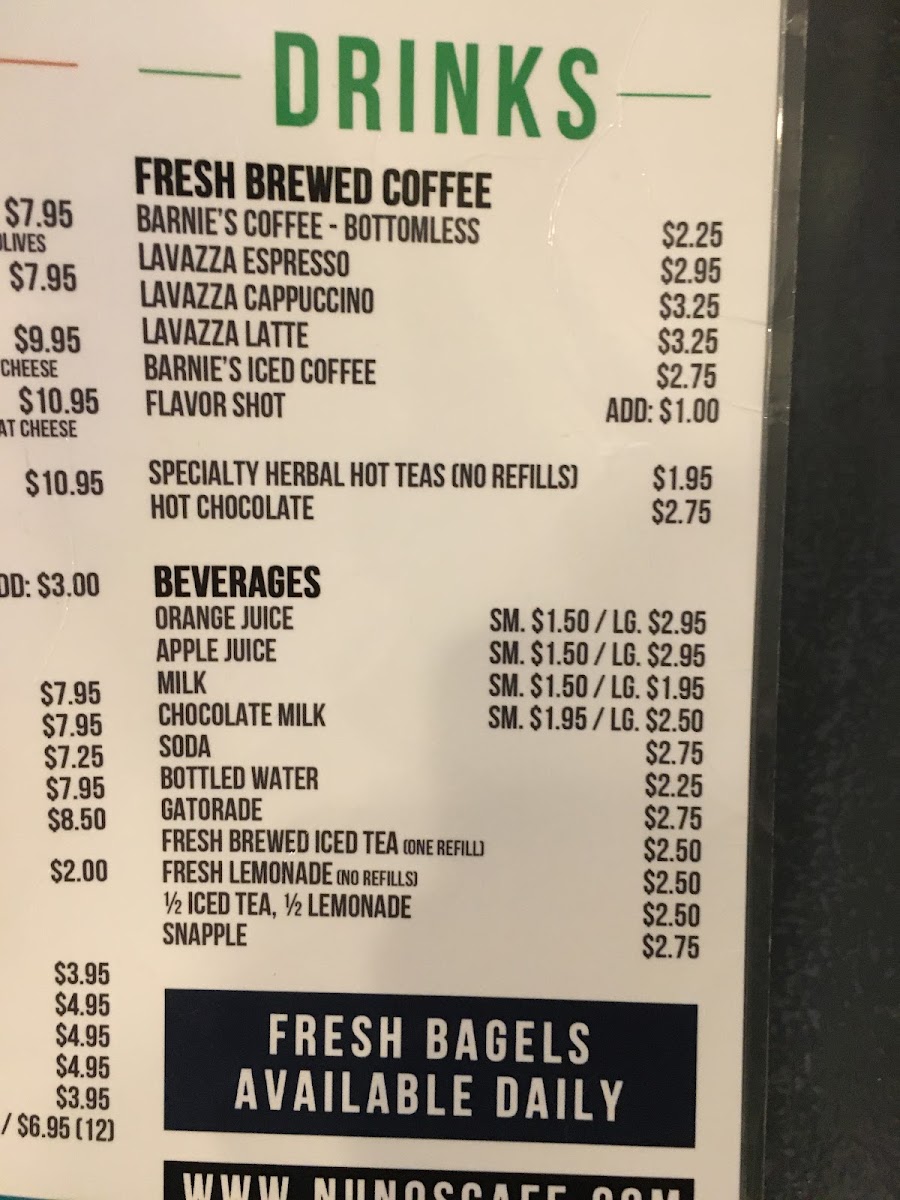 DRINKS
FRESH BREWED COFFEE
BARNIE'S COFFEE - BOTTOMLESS $2.25
LAVAZZA ESPRESSO $2.95
LAVAZZA CAPPUCCINO $3.25
LAVAZZA LATTE $3.25
BARNIE'S ICED COFFEE $2.75
FLAVOR SHOT ADD: $1.00
SPECIALTY HERBAL HOT TEAS (NO REFILLS) $1.95
HOT CHOCOLATE $2.75
BEVERAGES
ORANGE JUICE SM. $1.50 / LG. $2.95
APPLE JUICE SM. $1.50 / LG. $2.95
MILK SM. $1.50 / LG. $1.95
CHOCOLATE MILK SM. $1.95 / LG. $2.50
SODA $2.75
BOTTLED WATER $2.25
GATORADE $2.75
FRESH BREWED ICED TEA (ONE REFILL) $2.50
FRESH LEMONADE (NO REFILLS) $2.50
½ ICED TEA, ½ LEMONADE $2.50
SNAPPLE $2.75
FRESH BAGELS
AVAILABLE DAILY
WWW.NUNOSCAFE.COM
$7.95
OLIVES
$7.95
$9.95
CHEESE
$10.95
AT CHEESE
$10.95
DD: $3.00
$7.95
$7.95
$7.25
$7.95
$8.50
$2.00
$3.95
$4.95
$4.95
$4.95
$3.95
/ $6.95 (12)